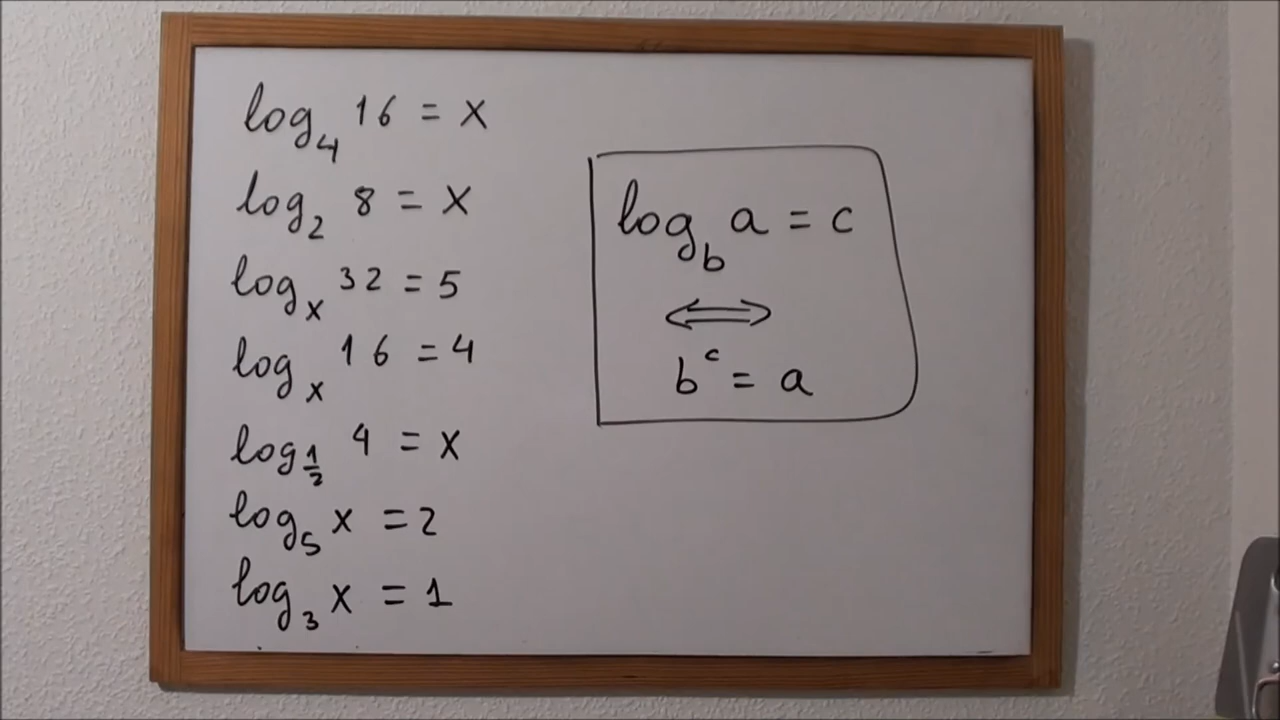 log₄ 16 = x
log₂ 8 = x
logₓ 32 = 5
logₓ 16 = 4
log½ 4 = x
log₅ x = 2
log₃ x = 1
log_b a = c
⟺
b^c = a